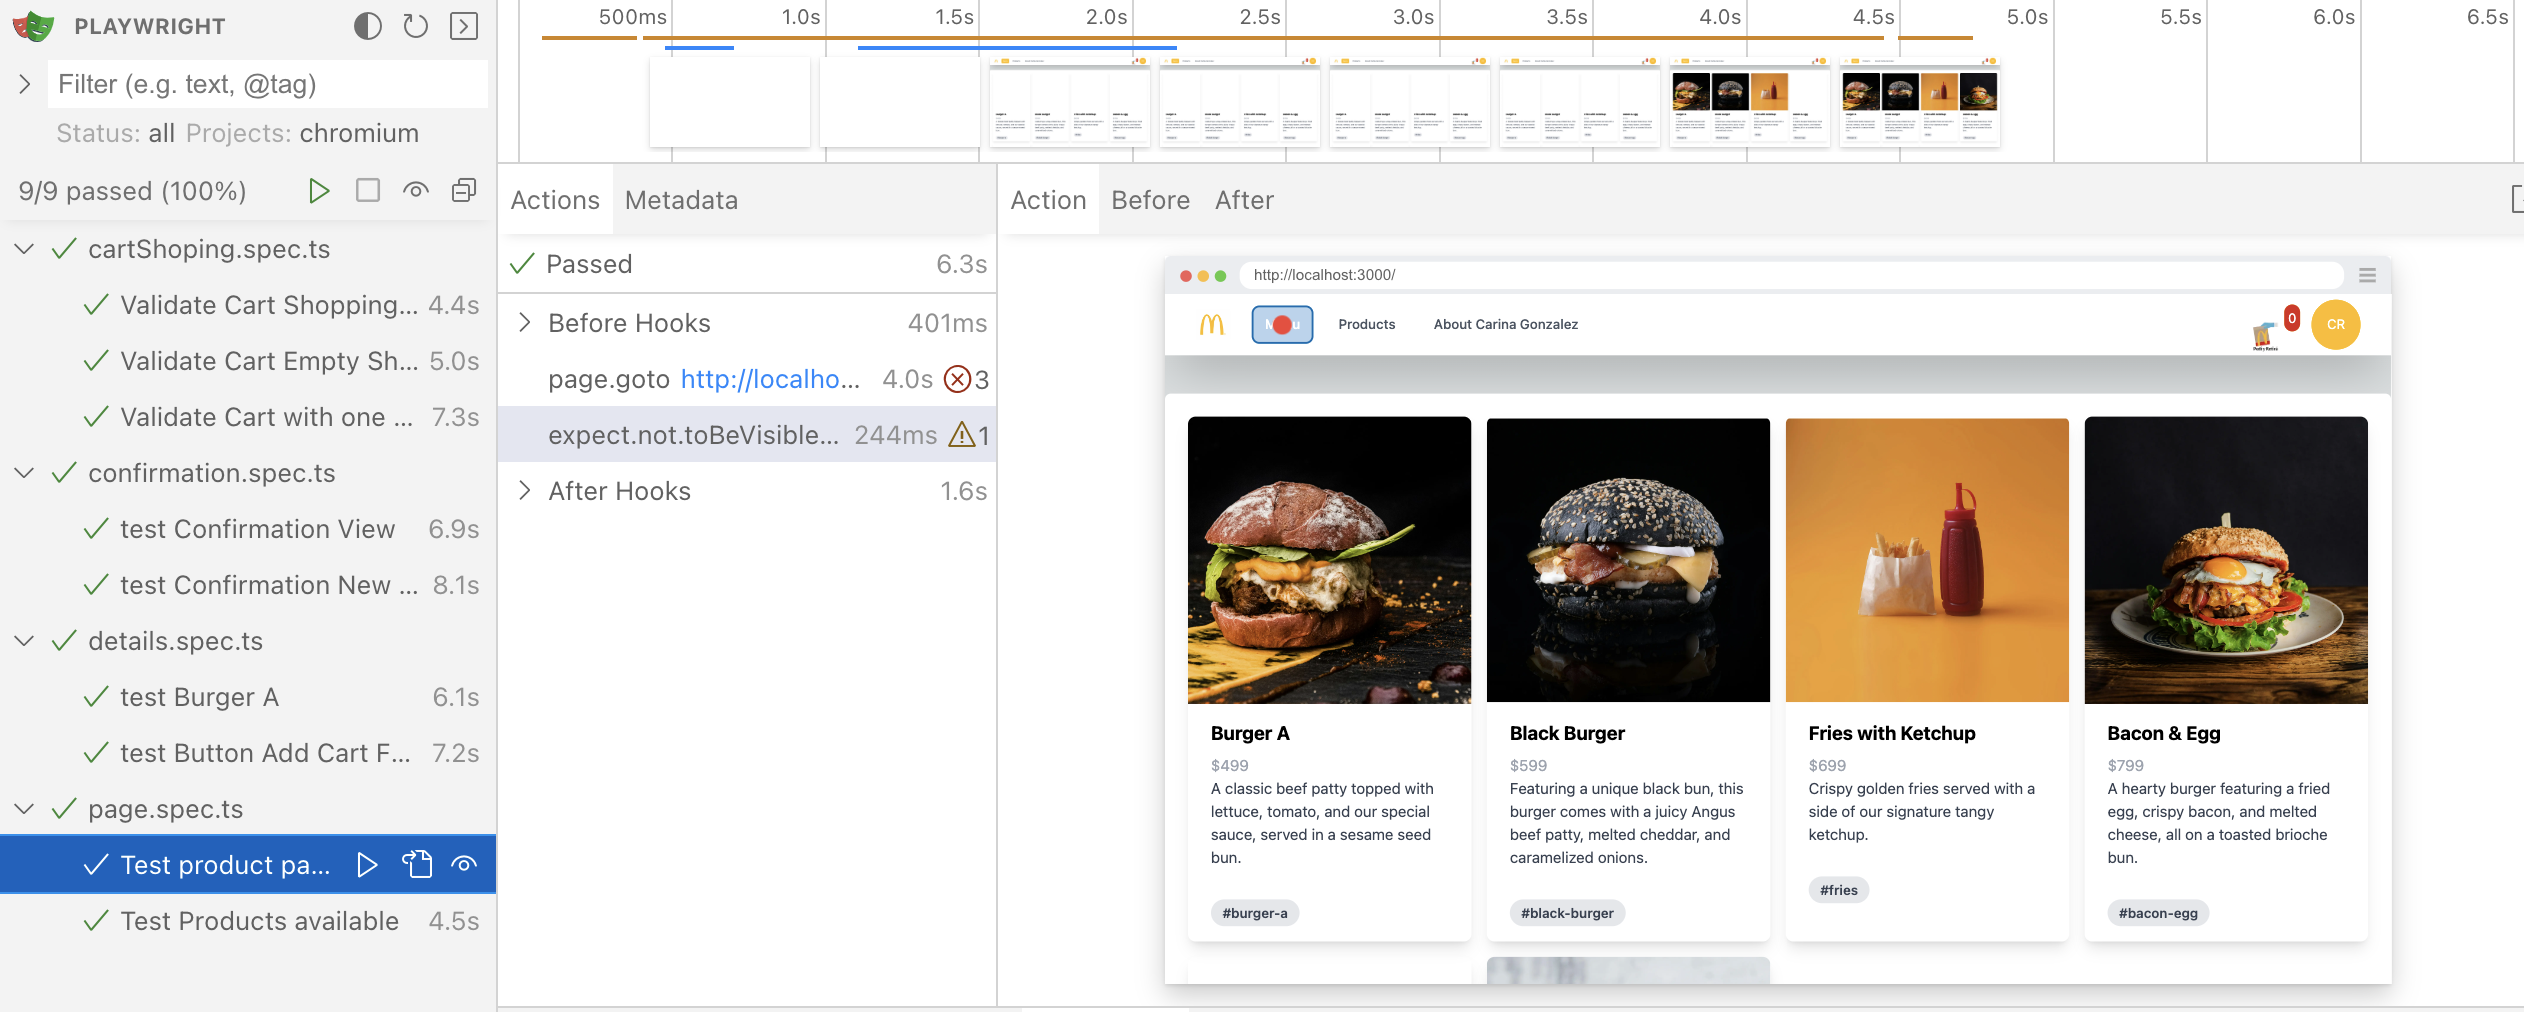 PLAYWRIGHT
Filter (e.g. text, @tag)
Status: all Projects: chromium
9/9 passed (100%)
cartShoping.spec.ts
Validate Cart Shopping... 4.4s
Validate Cart Empty Sh... 5.0s
Validate Cart with one ... 7.3s
confirmation.spec.ts
test Confirmation View 6.9s
test Confirmation New ... 8.1s
details.spec.ts
test Burger A 6.1s
test Button Add Cart F... 7.2s
page.spec.ts
Test product pa...
Test Products available 4.5s
500ms 1.0s 1.5s 2.0s 2.5s 3.0s 3.5s 4.0s 4.5s 5.0s 5.5s 6.0s 6.5s
Actions Metadata
Passed 6.3s
Before Hooks 401ms
page.goto http://localho... 4.0s 3
expect.not.toBeVisible... 244ms 1
After Hooks 1.6s
Action Before After
http://localhost:3000/
Products About Carina Gonzalez 0 CR
Burger A
$499
A classic beef patty topped with
lettuce, tomato, and our special
sauce, served in a sesame seed
bun.
#burger-a
Black Burger
$599
Featuring a unique black bun, this
burger comes with a juicy Angus
beef patty, melted cheddar, and
caramelized onions.
#black-burger
Fries with Ketchup
$699
Crispy golden fries served with a
side of our signature tangy
ketchup.
#fries
Bacon & Egg
$799
A hearty burger featuring a fried
egg, crispy bacon, and melted
cheese, all on a toasted brioche
bun.
#bacon-egg